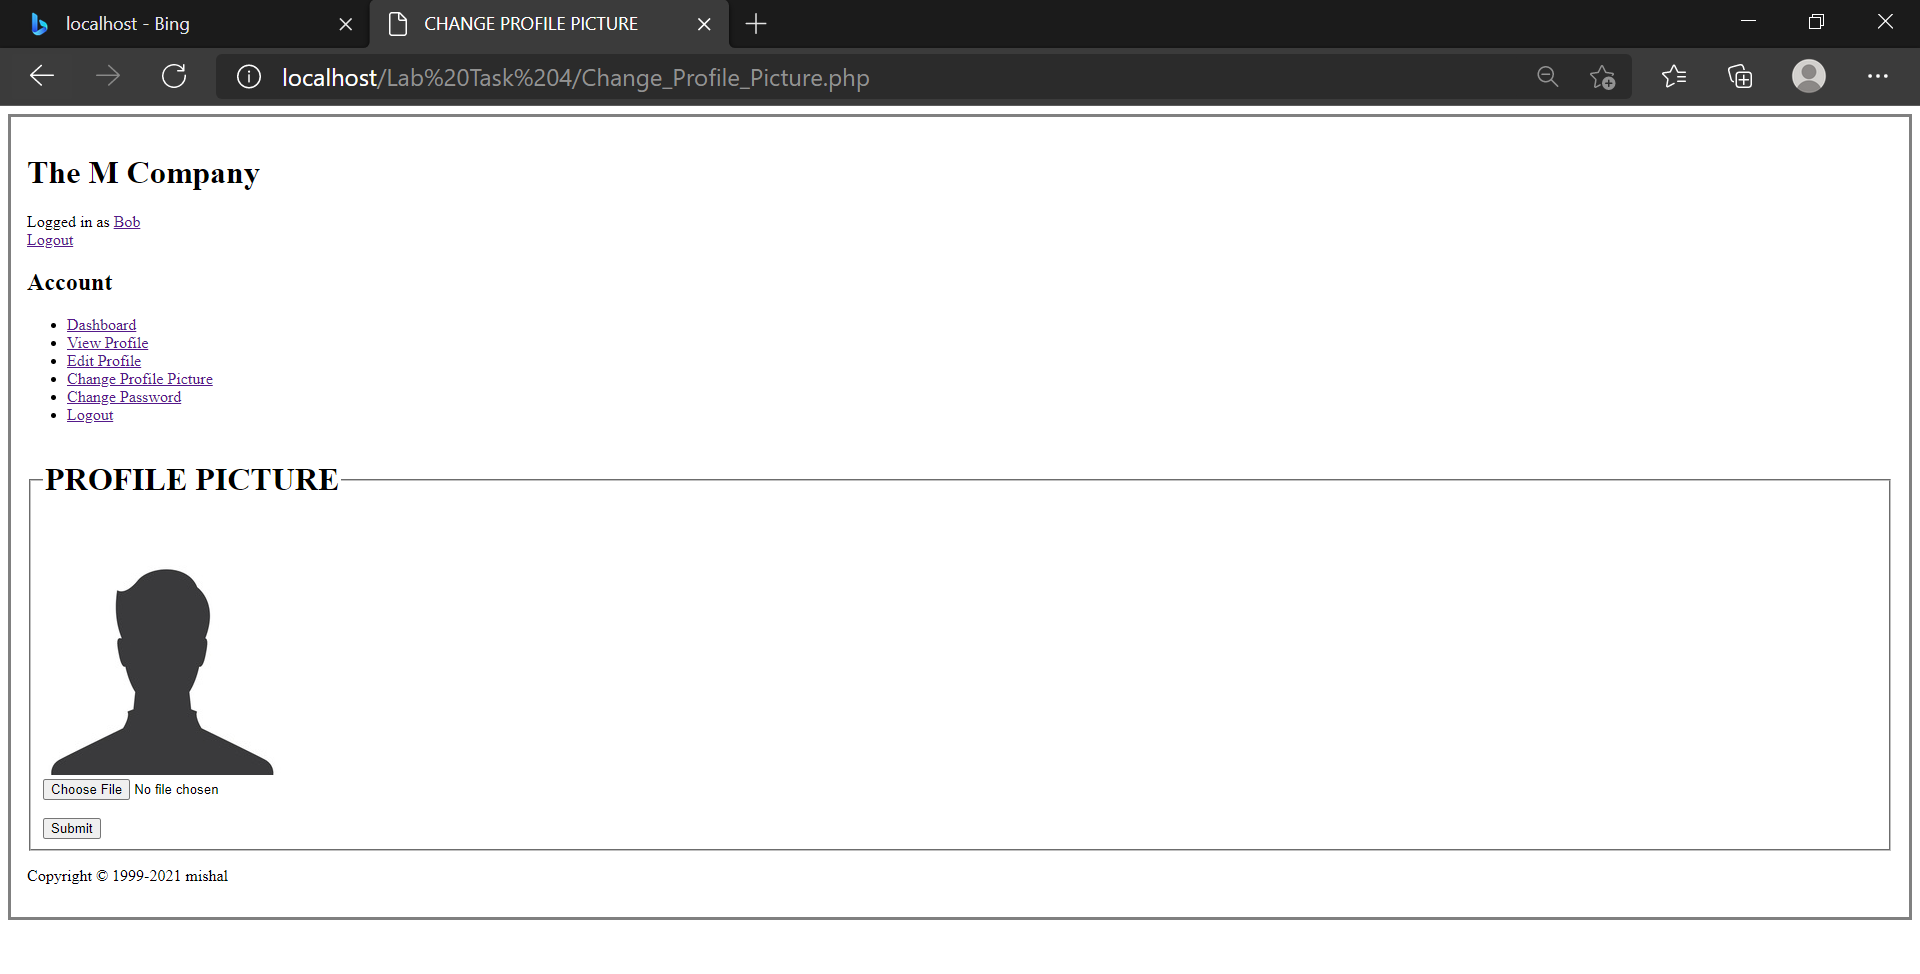 localhost - Bing
CHANGE PROFILE PICTURE
localhost/Lab%20Task%204/Change_Profile_Picture.php
The M Company
Logged in as Bob
Logout
Account
Dashboard
View Profile
Edit Profile
Change Profile Picture
Change Password
Logout
PROFILE PICTURE
Choose File No file chosen
Submit
Copyright © 1999-2021 mishal